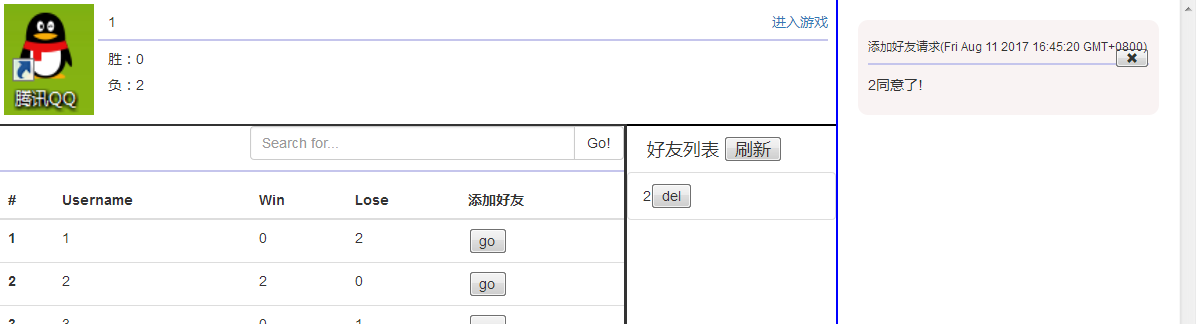 腾讯QQ
1
进入游戏
胜：0
负：2
Search for...
Go!
# Username Win Lose 添加好友
1 1 0 2 go
2 2 2 0 go
3 0 1
好友列表 刷新
2 del
添加好友请求(Fri Aug 11 2017 16:45:20 GMT+0800)
2同意了!